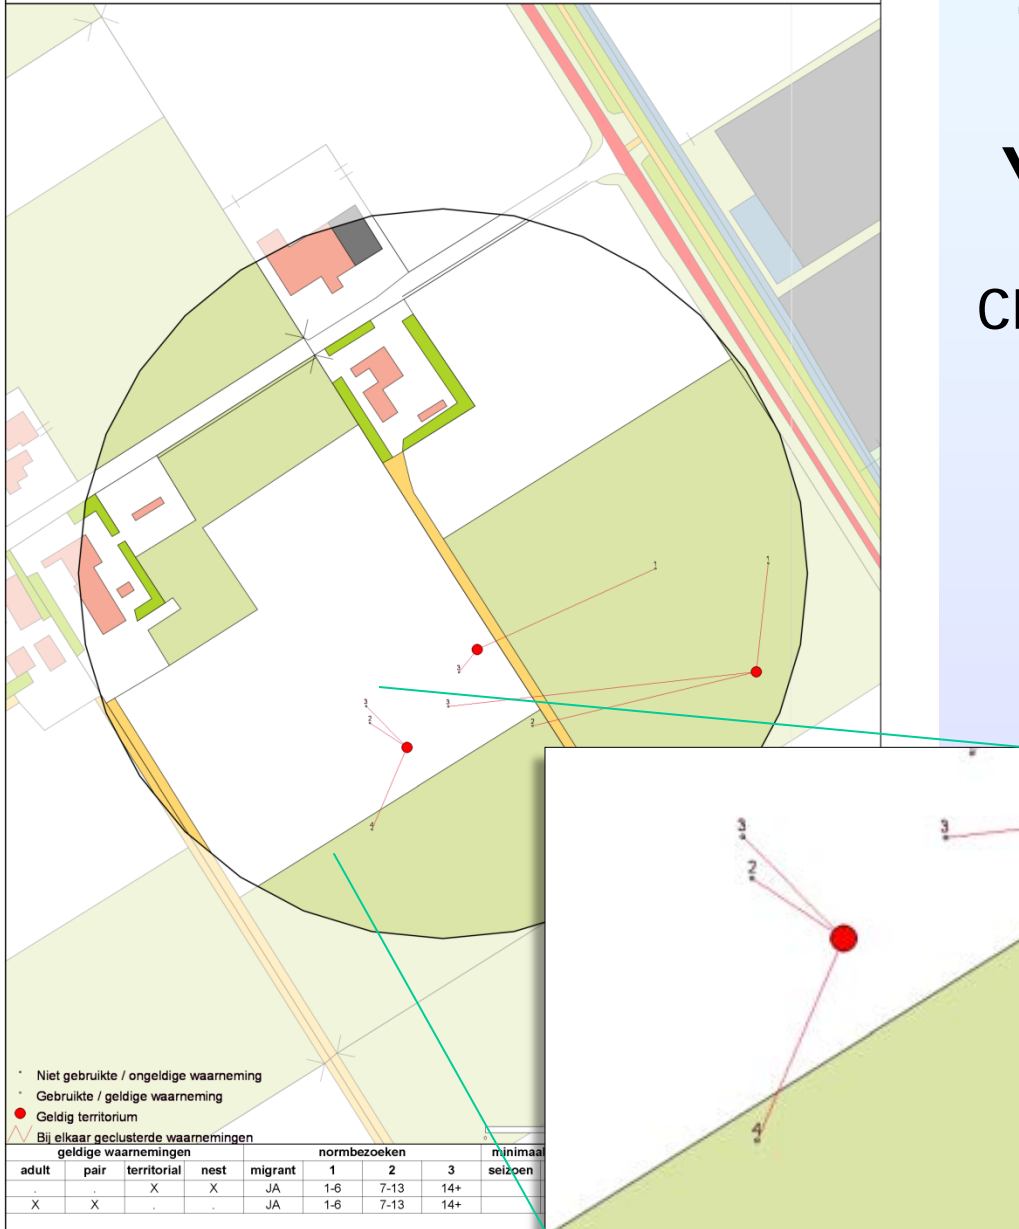 Y
1
1
3
3
2
3
2
4
3
3
2
4
Niet gebruikte / ongeldige waarneming
Gebruikte / geldige waarneming
Geldig territorium
Bij elkaar geclusterde waarnemingen
0
geldige waarnemingen normbezoeken minimaal
adult pair territorial nest migrant 1 2 3 seizoen
. . X X JA 1-6 7-13 14+
X X . . JA 1-6 7-13 14+